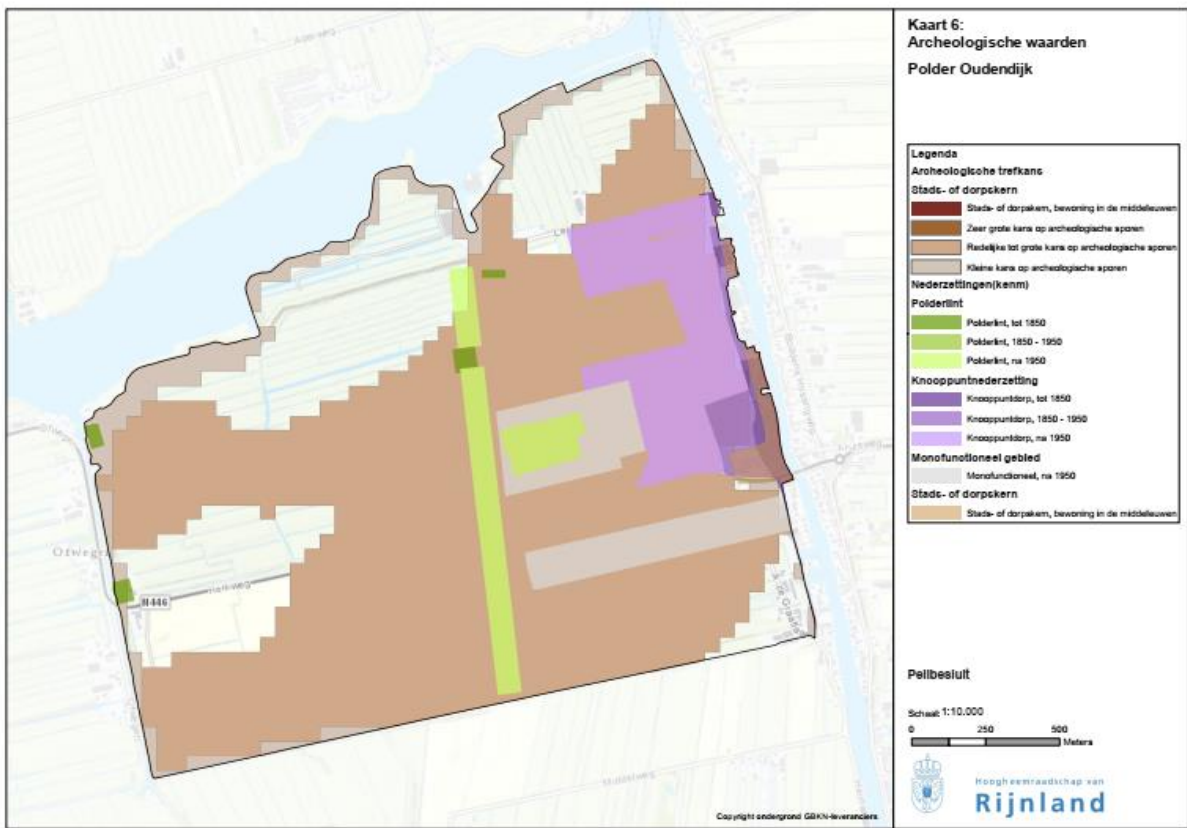 Kaart 6:
Archeologische waarden
Polder Oudendijk
Legenda
Archeologische trefkans
Stads- of dorpskern
Stads- of dorpskern, bewoning in de middeleeuwen
Zeer grote kans op archeologische sporen
Redelijke tot grote kans op archeologische sporen
Kleine kans op archeologische sporen
Nederzettingen(kenm)
Polderlint
Polderlint, tot 1850
Polderlint, 1850 - 1950
Polderlint, na 1950
Knooppuntnederzetting
Knooppuntdorp, tot 1850
Knooppuntdorp, 1850 - 1950
Knooppuntdorp, na 1950
Monofunctioneel gebied
Monofunctioneel, na 1950
Stads- of dorpskern
Stads- of dorpskern, bewoning in de middeleeuwen
Peilbesluit
Schaal: 1:10.000
0 250 500
Meters
Hoogheemraadschap van
Rijnland
N446
Copyright ondergrond GBKN-leveranciers